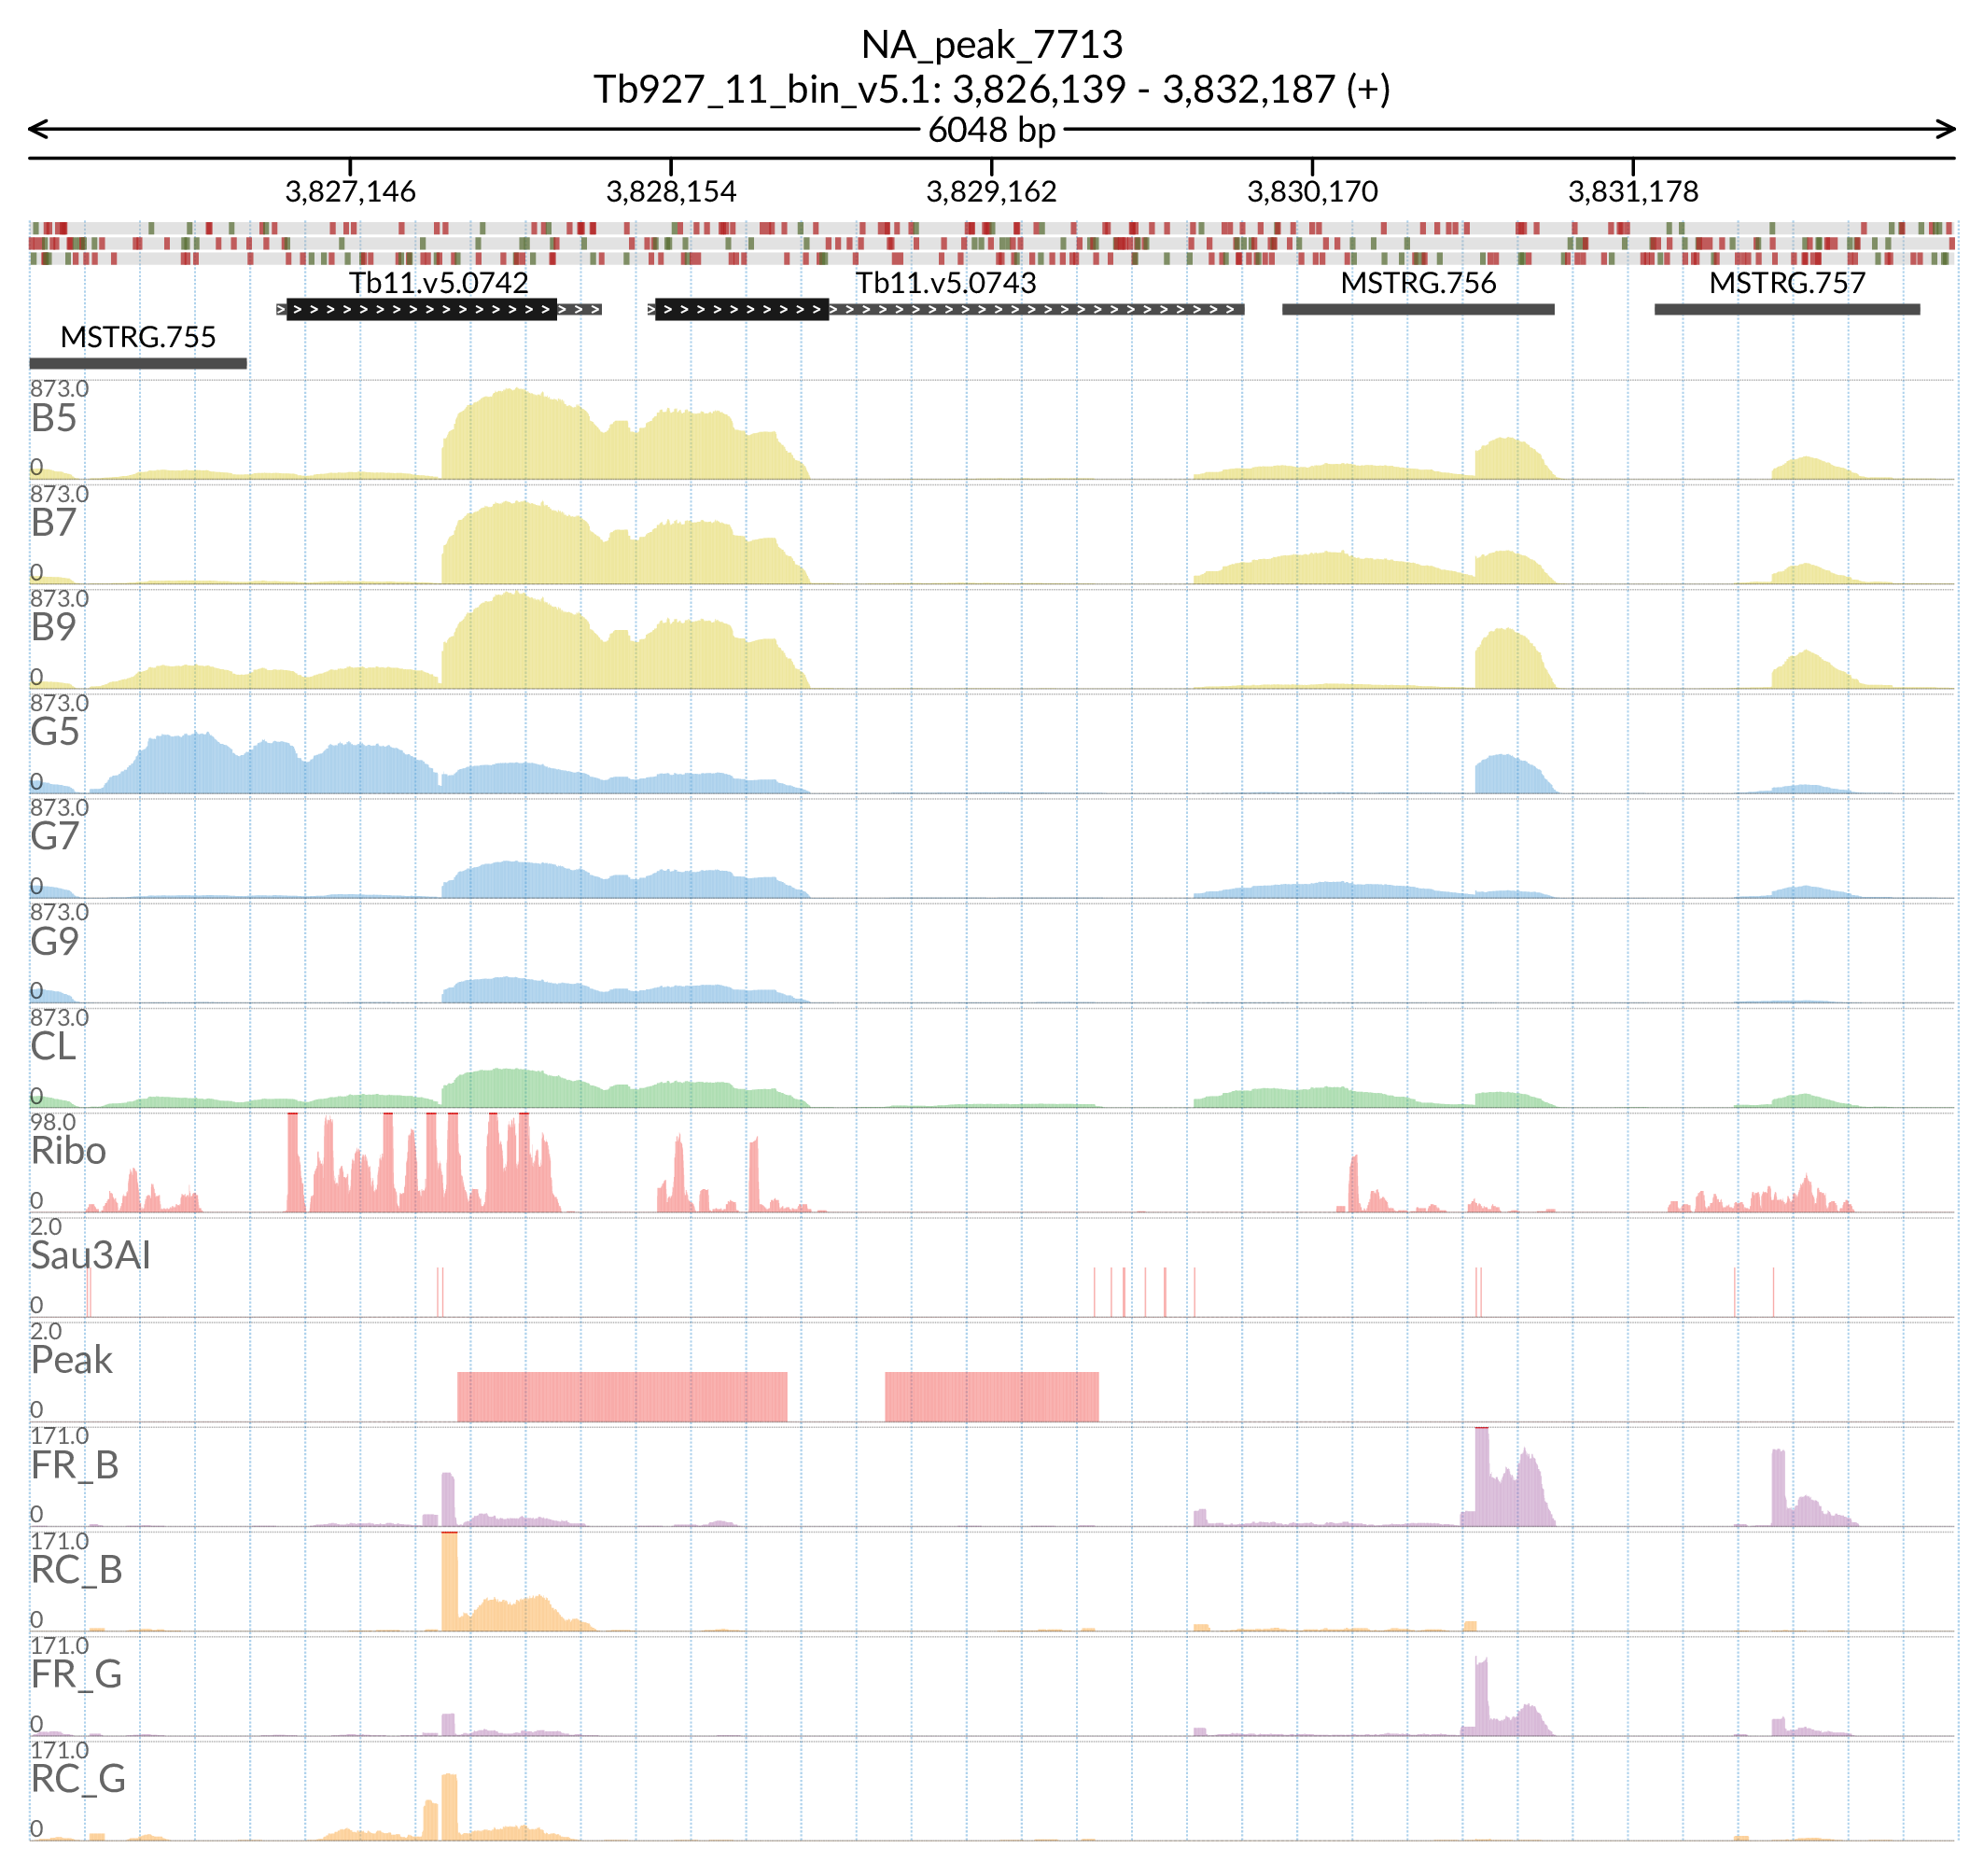 NA_peak_7713
Tb927_11_bin_v5.1: 3,826,139 - 3,832,187 (+)
6048 bp
3,827,146 3,828,154 3,829,162 3,830,170 3,831,178
Tb11.v5.0742 Tb11.v5.0743 MSTRG.756 MSTRG.757
MSTRG.755
873.0
B5
0
873.0
B7
0
873.0
B9
0
873.0
G5
0
873.0
G7
0
873.0
G9
0
873.0
CL
0
98.0
Ribo
0
2.0
Sau3AI
0
2.0
Peak
0
171.0
FR_B
0
171.0
RC_B
0
171.0
FR_G
0
171.0
RC_G
0